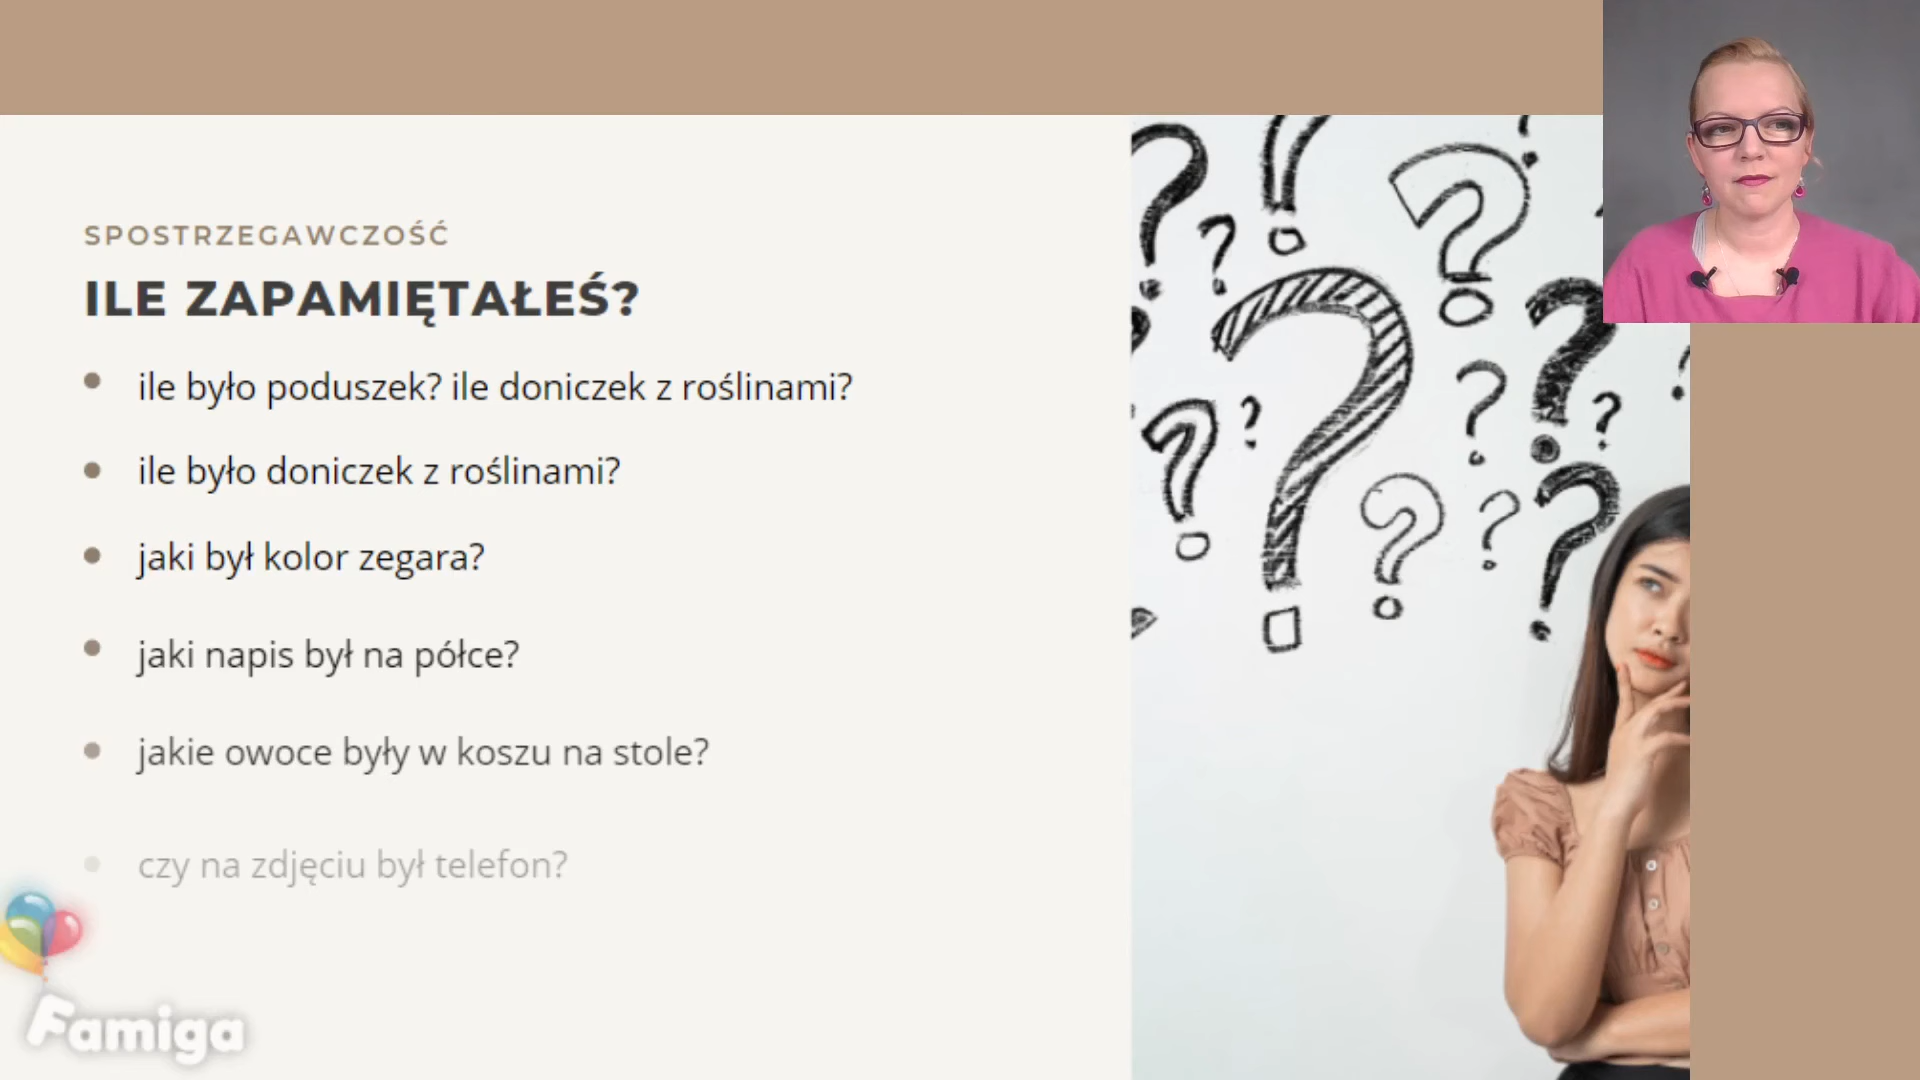 SPOSTRZEGAWCZOŚĆ
ILE ZAPAMIĘTAŁEŚ?
ile było poduszek? ile doniczek z roślinami?
ile było doniczek z roślinami?
jaki był kolor zegara?
jaki napis był na półce?
jakie owoce były w koszu na stole?
czy na zdjęciu był telefon?
Famiga